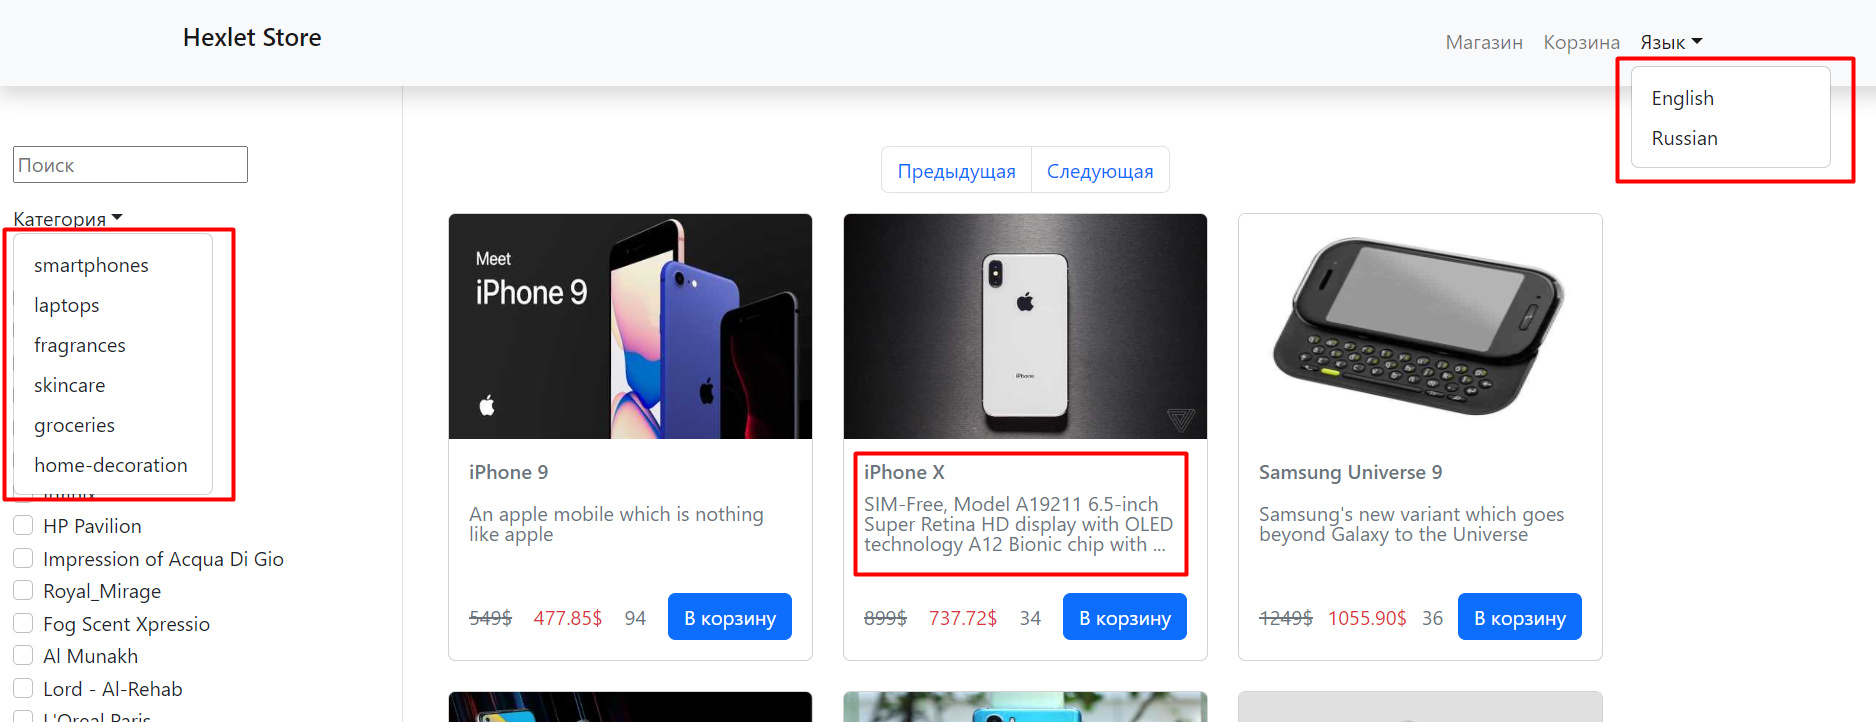 Hexlet Store
Магазин
Корзина
Язык
English
Russian
Поиск
Категория
smartphones
laptops
fragrances
skincare
groceries
home-decoration
HP Pavilion
Impression of Acqua Di Gio
Royal_Mirage
Fog Scent Xpressio
Al Munakh
Lord - Al-Rehab
L'Oreal Paris
Предыдущая
Следующая
Meet
iPhone 9
iPhone 9
An apple mobile which is nothing
like apple
549$ 477.85$ 94 В корзину
iPhone
iPhone X
SIM-Free, Model A19211 6.5-inch
Super Retina HD display with OLED
technology A12 Bionic chip with ...
899$ 737.72$ 34 В корзину
Samsung Universe 9
Samsung's new variant which goes
beyond Galaxy to the Universe
1249$ 1055.90$ 36 В корзину